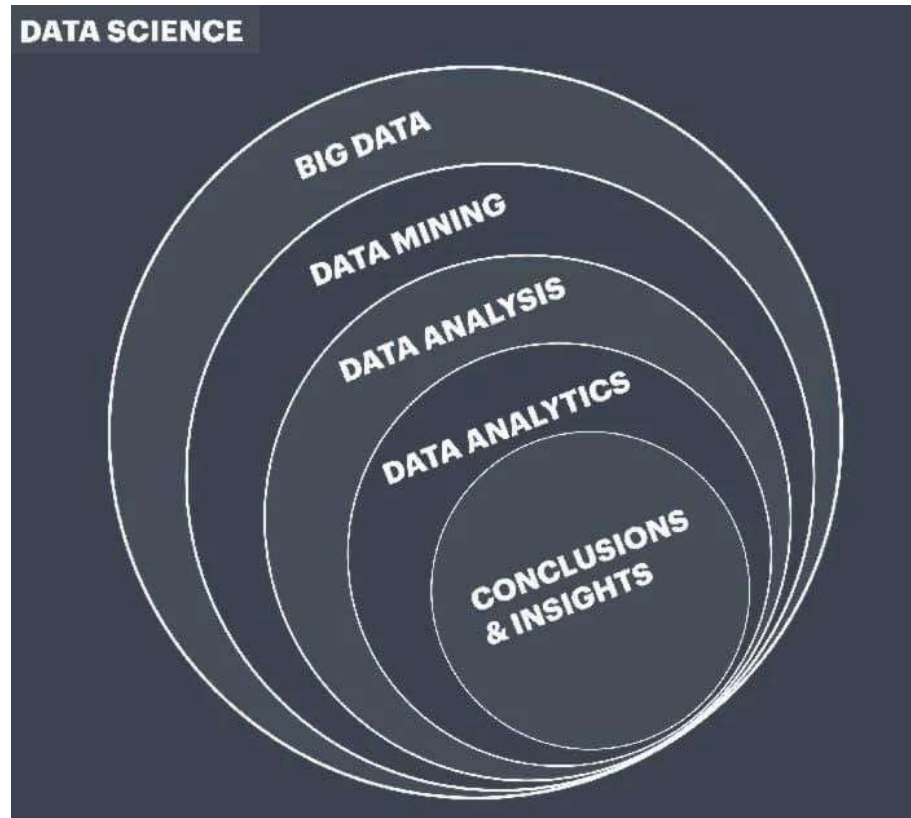 DATA SCIENCE
BIG DATA
DATA MINING
DATA ANALYSIS
DATA ANALYTICS
CONCLUSIONS
& INSIGHTS